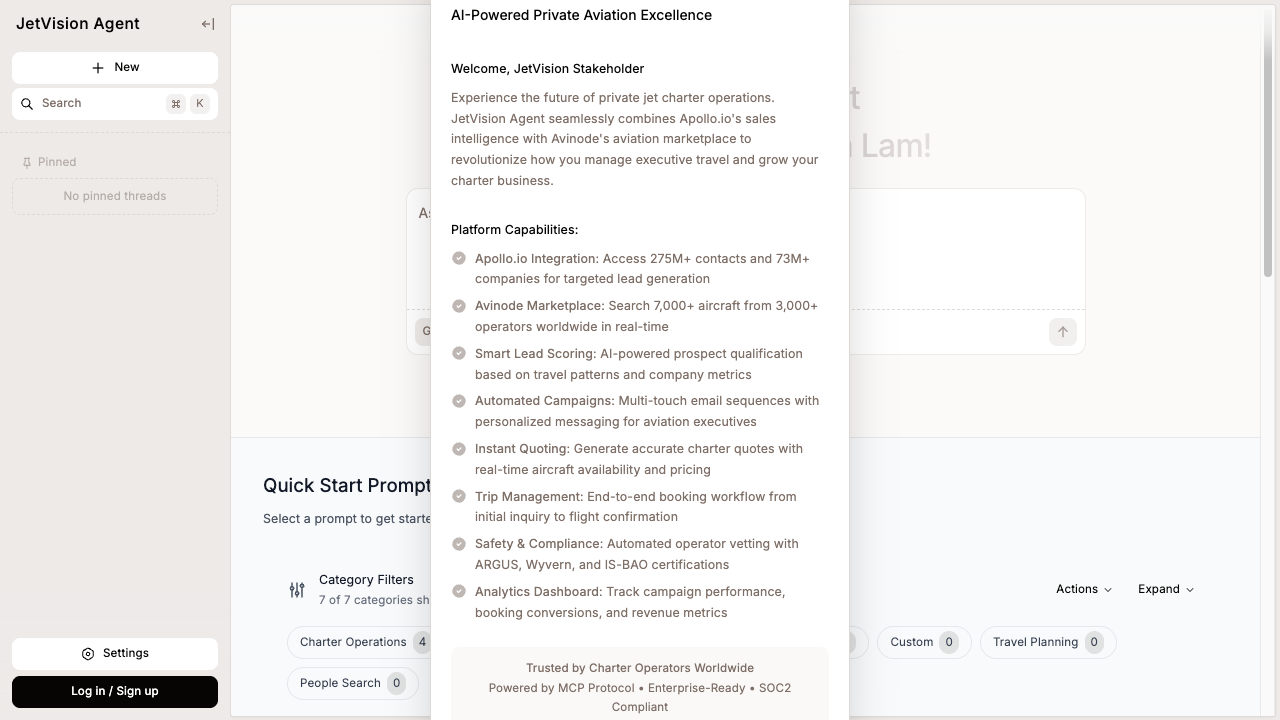 JetVision Agent
New
Search
⌘ K
Pinned
No pinned threads
Settings
Log in / Sign up
AI-Powered Private Aviation Excellence
Welcome, JetVision Stakeholder
Experience the future of private jet charter operations.
JetVision Agent seamlessly combines Apollo.io's sales
intelligence with Avinode's aviation marketplace to
revolutionize how you manage executive travel and grow your
charter business.
Platform Capabilities:
Apollo.io Integration: Access 275M+ contacts and 73M+
companies for targeted lead generation
Avinode Marketplace: Search 7,000+ aircraft from 3,000+
operators worldwide in real-time
Smart Lead Scoring: AI-powered prospect qualification
based on travel patterns and company metrics
Automated Campaigns: Multi-touch email sequences with
personalized messaging for aviation executives
Instant Quoting: Generate accurate charter quotes with
real-time aircraft availability and pricing
Trip Management: End-to-end booking workflow from
initial inquiry to flight confirmation
Safety & Compliance: Automated operator vetting with
ARGUS, Wyvern, and IS-BAO certifications
Analytics Dashboard: Track campaign performance,
booking conversions, and revenue metrics
Trusted by Charter Operators Worldwide
Powered by MCP Protocol • Enterprise-Ready • SOC2
Compliant
Lam!
Quick Start Prompt
Select a prompt to get starte
Category Filters
7 of 7 categories sh
Actions
Expand
Charter Operations 4
Custom 0
Travel Planning 0
People Search 0